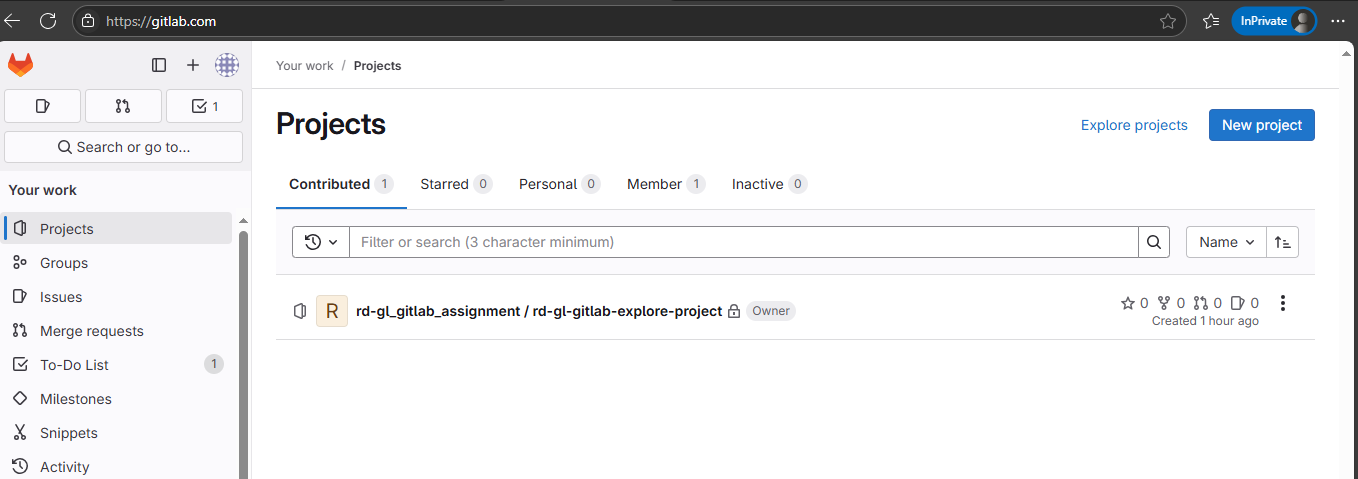 https://gitlab.com
InPrivate
1
Search or go to...
Your work
Projects
Groups
Issues
Merge requests
To-Do List 1
Milestones
Snippets
Activity
Your work / Projects
Projects
Explore projects
New project
Contributed 1 Starred 0 Personal 0 Member 1 Inactive 0
Filter or search (3 character minimum)
Name
R
rd-gl_gitlab_assignment / rd-gl-gitlab-explore-project
Owner
0 0 0 0
Created 1 hour ago